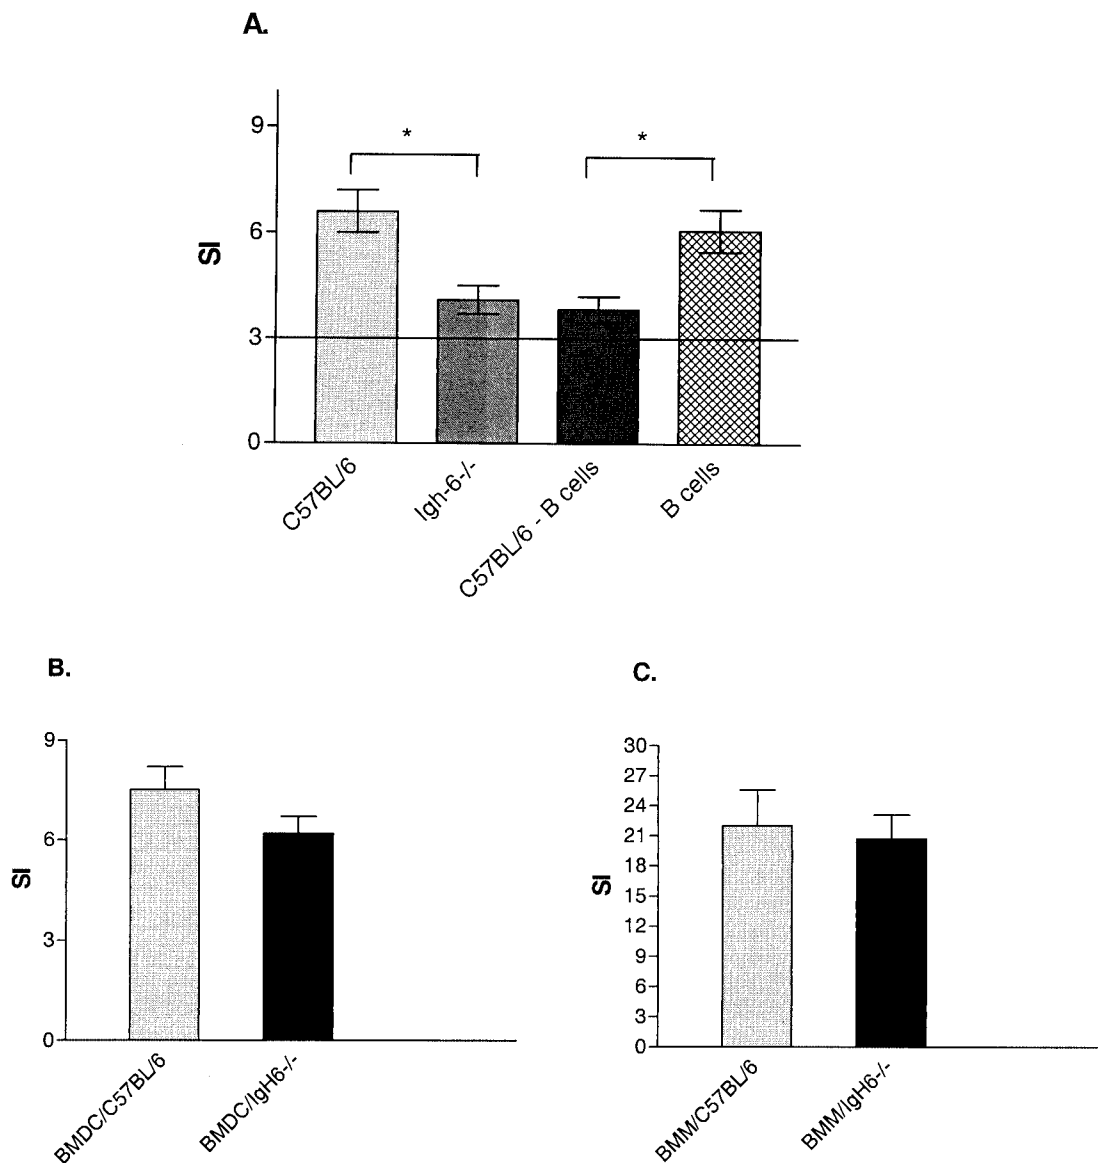 A.
9
6
3
0
SI
*
*
C57BL/6
Igh-6-/-
C57BL/6 - B cells
B cells
B.
9
6
3
0
SI
BMDC/C57BL/6
BMDC/IgH6-/-
C.
30
27
24
21
18
15
12
9
6
3
0
SI
BMM/C57BL/6
BMM/IgH6-/-